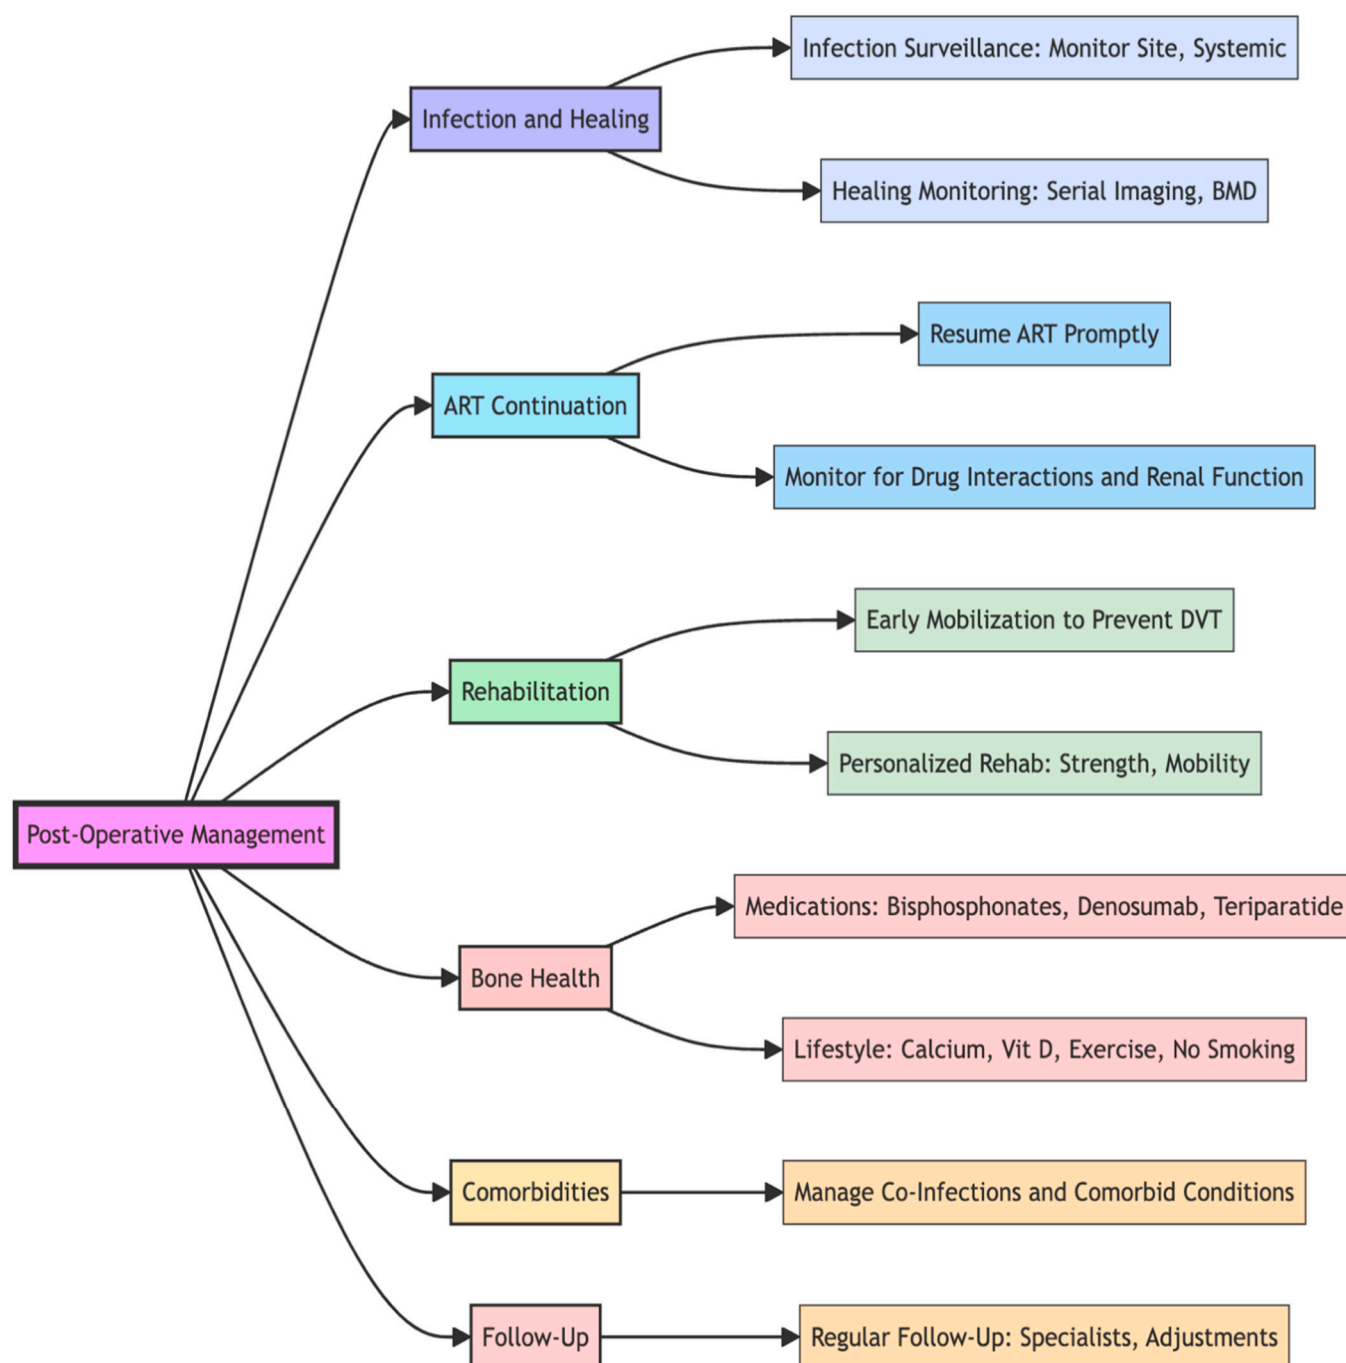 Post-Operative Management
Infection and Healing
Infection Surveillance: Monitor Site, Systemic
Healing Monitoring: Serial Imaging, BMD
ART Continuation
Resume ART Promptly
Monitor for Drug Interactions and Renal Function
Rehabilitation
Early Mobilization to Prevent DVT
Personalized Rehab: Strength, Mobility
Bone Health
Medications: Bisphosphonates, Denosumab, Teriparatide
Lifestyle: Calcium, Vit D, Exercise, No Smoking
Comorbidities
Manage Co-Infections and Comorbid Conditions
Follow-Up
Regular Follow-Up: Specialists, Adjustments